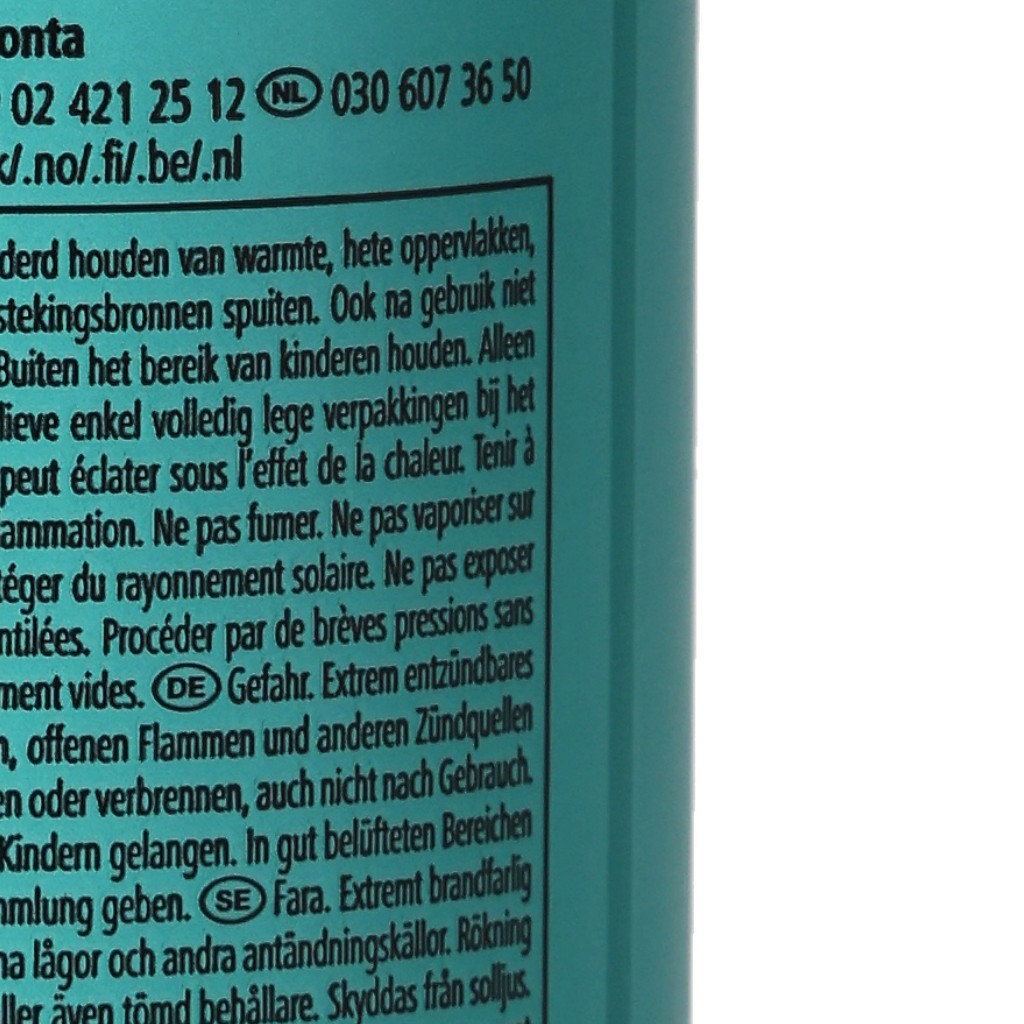 onta
02 421 25 12 NL 030 607 36 50
/.no/.fi/.be/.nl
derd houden van warmte, hete oppervlakken,
stekingsbronnen spuiten. Ook na gebruik niet
Buiten het bereik van kinderen houden. Alleen
lieve enkel volledig lege verpakkingen bij het
peut éclater sous l'effet de la chaleur. Tenir à
ammation. Ne pas fumer. Ne pas vaporiser sur
téger du rayonnement solaire. Ne pas exposer
ntilées. Procéder par de brèves pressions sans
ment vides. DE Gefahr. Extrem entzündbares
n, offenen Flammen und anderen Zündquellen
en oder verbrennen, auch nicht nach Gebrauch.
Kindern gelangen. In gut belüfteten Bereichen
mmlung geben. SE Fara. Extremt brandfarlig
na lågor och andra antändningskällor. Rökning
ller även tömd behållare. Skyddas från solljus.